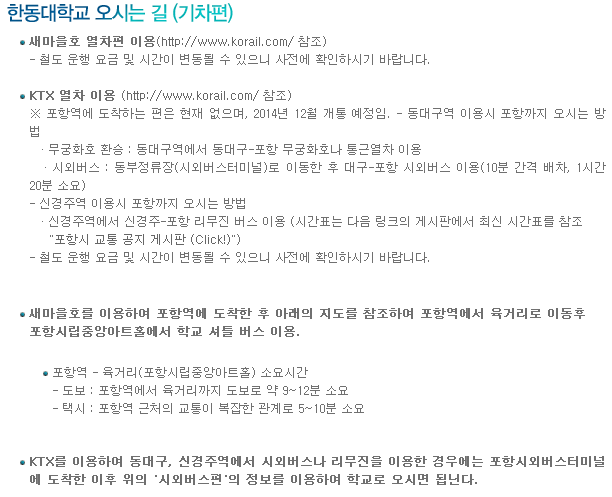 한동대학교 오시는 길 (기차편)
새마을호 열차편 이용(http://www.korail.com/ 참조)
- 철도 운행 요금 및 시간이 변동될 수 있으니 사전에 확인하시기 바랍니다.
KTX 열차 이용 (http://www.korail.com/ 참조)
※ 포항역에 도착하는 편은 현재 없으며, 2014년 12월 개통 예정임. - 동대구역 이용시 포항까지 오시는 방
법
· 무궁화호 환승 : 동대구역에서 동대구-포항 무궁화호나 통근열차 이용
· 시외버스 : 동부정류장(시외버스터미널)로 이동한 후 대구-포항 시외버스 이용(10분 간격 배차, 1시간
20분 소요)
- 신경주역 이용시 포항까지 오시는 방법
· 신경주역에서 신경주-포항 리무진 버스 이용 (시간표는 다음 링크의 게시판에서 최신 시간표를 참조
"포항시 교통 공지 게시판 (Click!)")
- 철도 운행 요금 및 시간이 변동될 수 있으니 사전에 확인하시기 바랍니다.
새마을호를 이용하여 포항역에 도착한 후 아래의 지도를 참조하여 포항역에서 육거리로 이동후
포항시립중앙아트홀에서 학교 셔틀 버스 이용.
포항역 - 육거리(포항시립중앙아트홀) 소요시간
- 도보 : 포항역에서 육거리까지 도보로 약 9~12분 소요
- 택시 : 포항역 근처의 교통이 복잡한 관계로 5~10분 소요
KTX를 이용하여 동대구, 신경주역에서 시외버스나 리무진을 이용한 경우에는 포항시외버스터미널
에 도착한 이후 위의 '시외버스편'의 정보를 이용하여 학교로 오시면 됩니다.